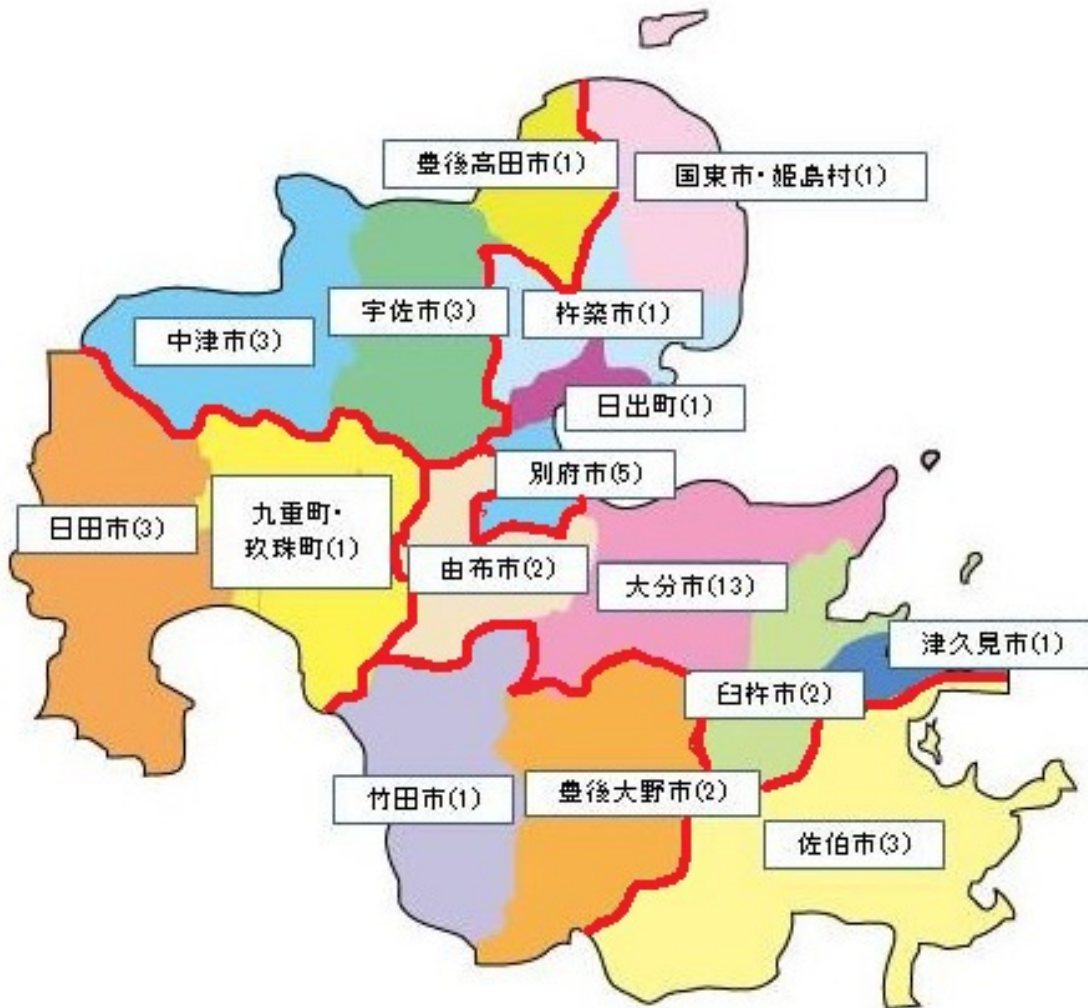 豊後高田市(1)
国東市・姫島村(1)
中津市(3)
宇佐市(3)
杵築市(1)
日出町(1)
別府市(5)
日田市(3)
九重町・
玖珠町(1)
由布市(2)
大分市(13)
津久見市(1)
臼杵市(2)
竹田市(1)
豊後大野市(2)
佐伯市(3)